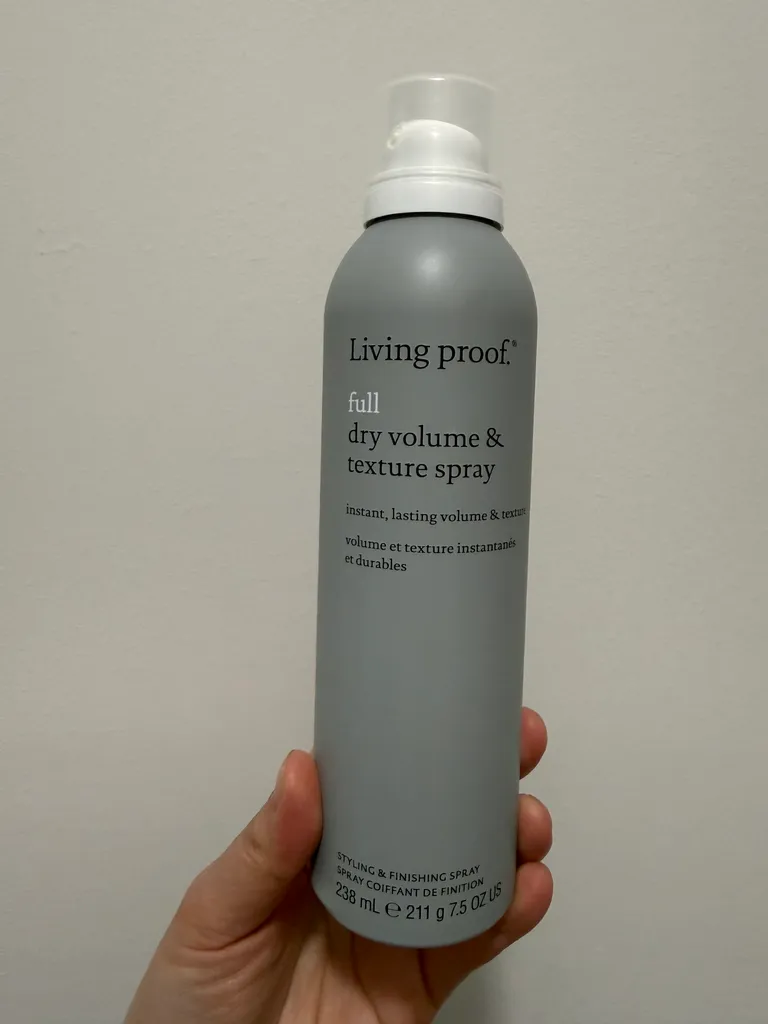 Living proof.®
full
dry volume &
texture spray
instant, lasting volume & texture
volume et texture instantanés
et durables
STYLING & FINISHING SPRAY
SPRAY COIFFANT DE FINITION
238 mL ℮ 211 g 7.5 OZ US